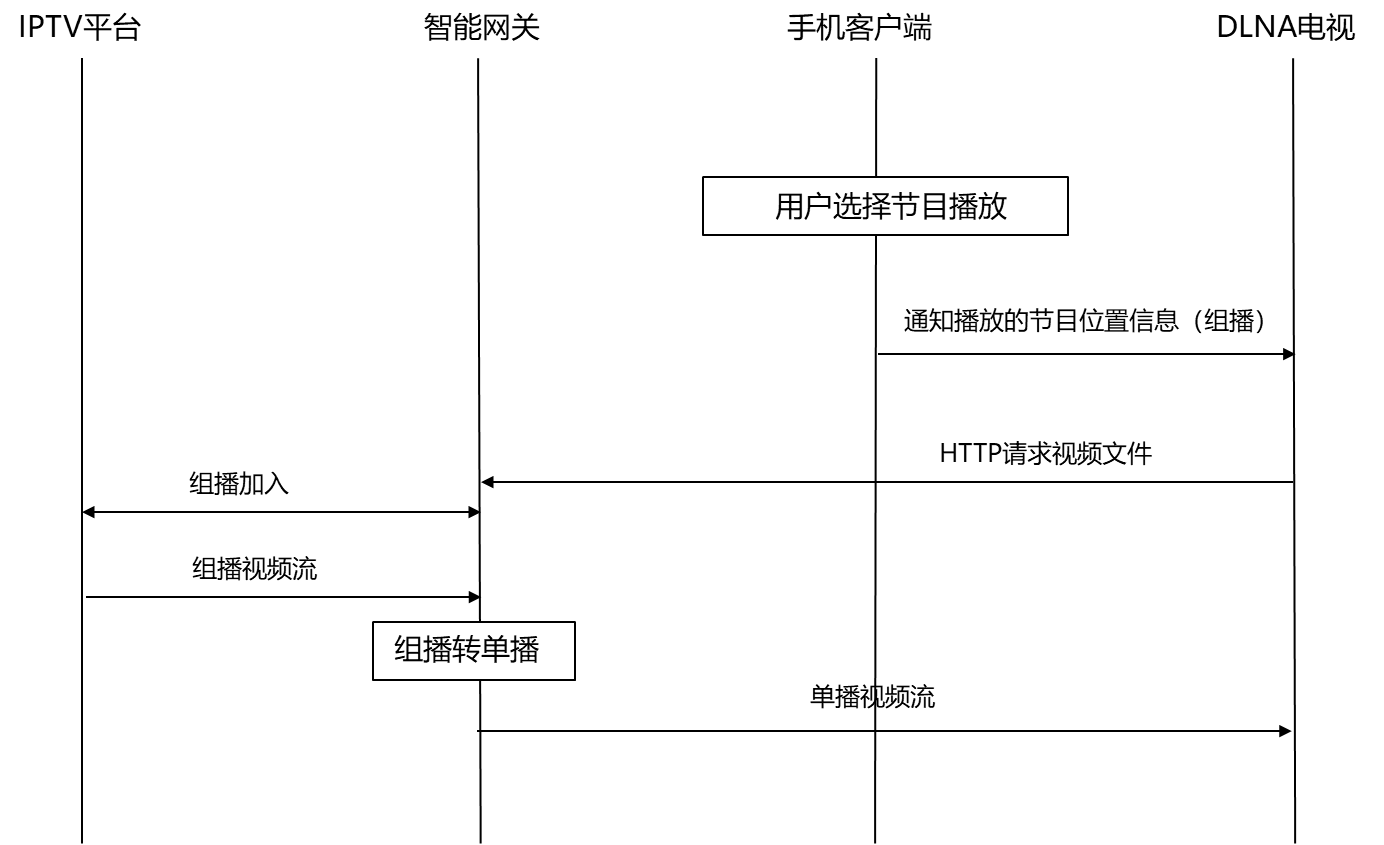 IPTV平台
智能网关
手机客户端
DLNA电视
用户选择节目播放
通知播放的节目位置信息（组播）
HTTP请求视频文件
组播加入
组播视频流
组播转单播
单播视频流